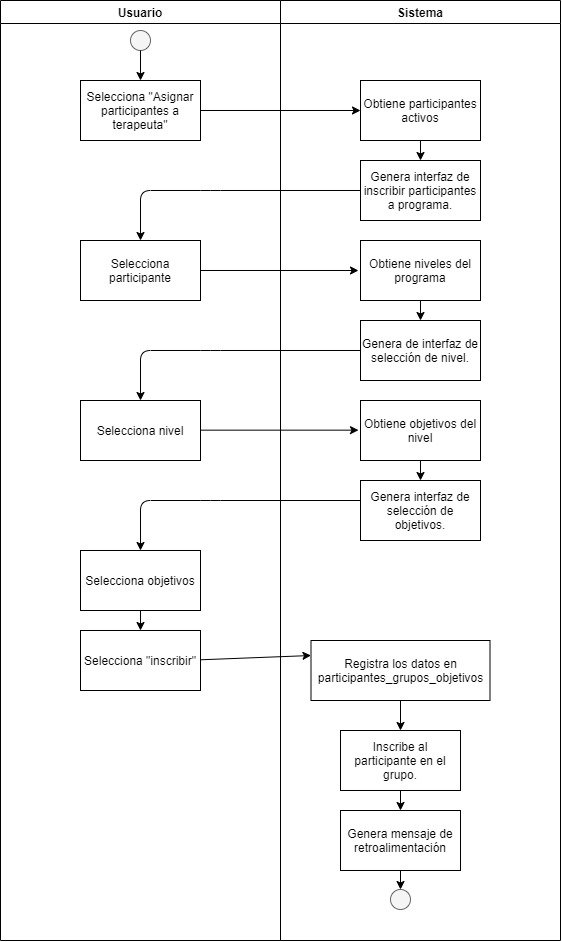 Usuario
Sistema
Selecciona "Asignar
participantes a
terapeuta"
Obtiene participantes
activos
Genera interfaz de
inscribir participantes
a programa.
Selecciona
participante
Obtiene niveles del
programa
Genera de interfaz de
selección de nivel.
Selecciona nivel
Obtiene objetivos del
nivel
Genera interfaz de
selección de
objetivos.
Selecciona objetivos
Selecciona "inscribir"
Registra los datos en
participantes_grupos_objetivos
Inscribe al
participante en el
grupo.
Genera mensaje de
retroalimentación